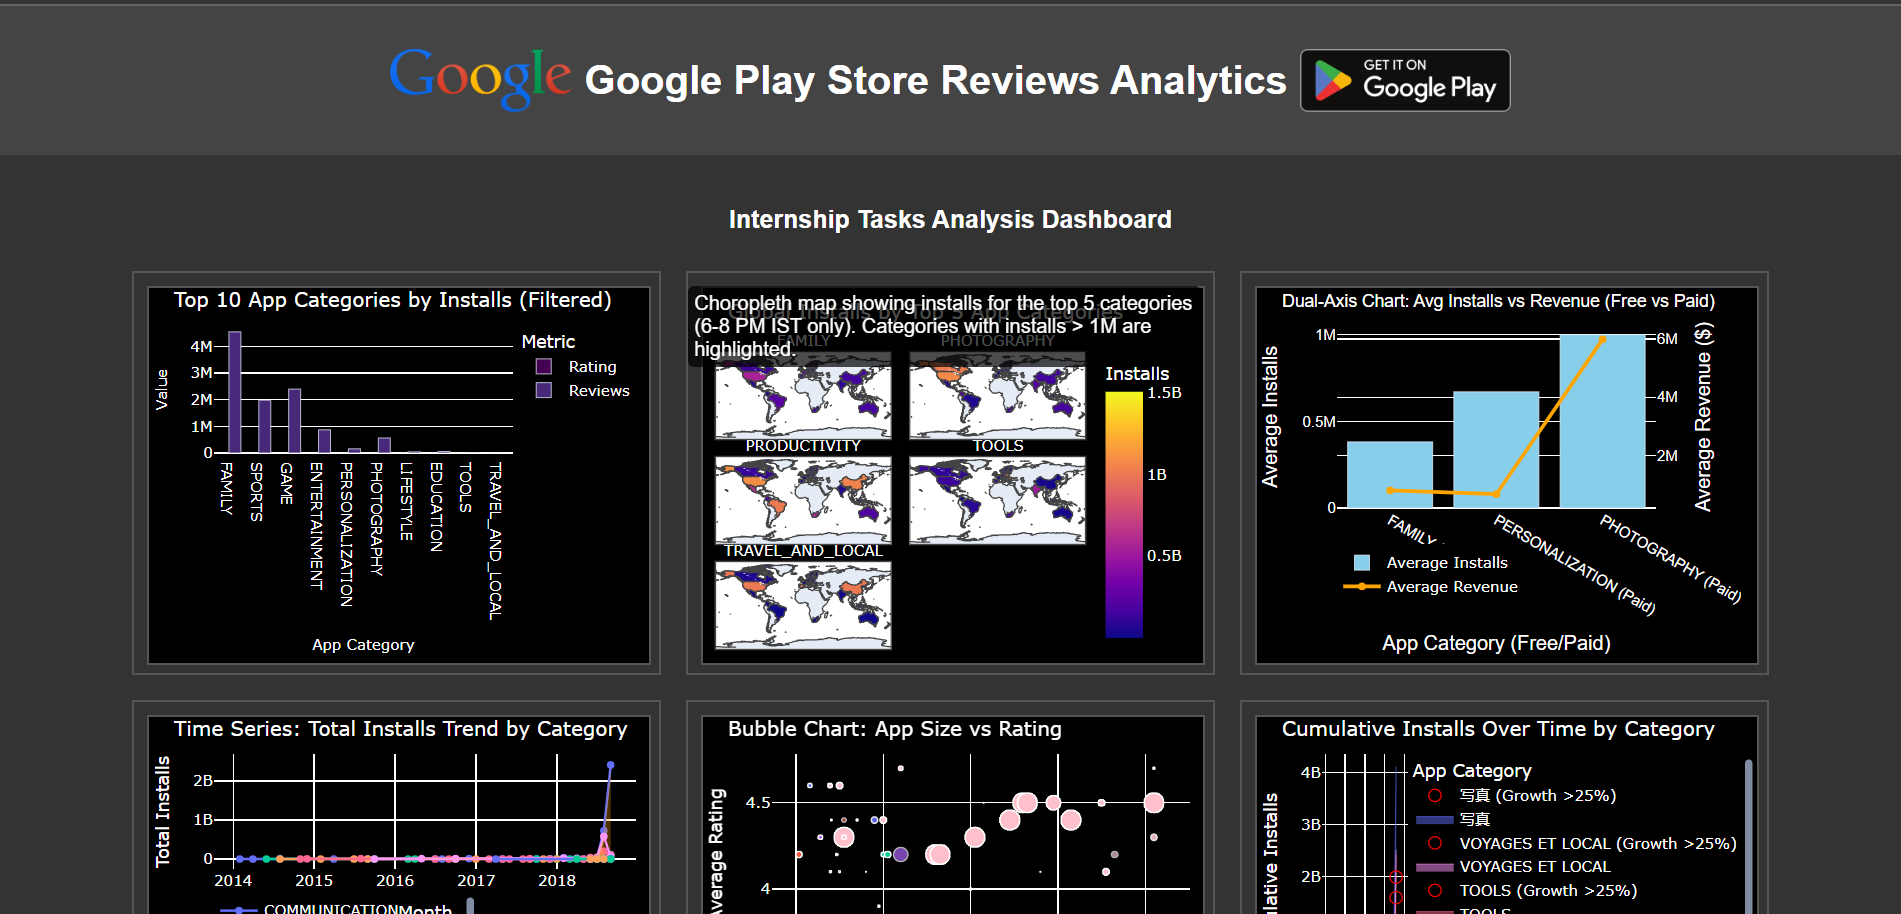 Google Google Play Store Reviews Analytics
GET IT ON
Google Play
Internship Tasks Analysis Dashboard
Top 10 App Categories by Installs (Filtered)
Value
4M
3M
2M
1M
0
FAMILY
SPORTS
GAME
ENTERTAINMENT
PERSONALIZATION
PHOTOGRAPHY
LIFESTYLE
EDUCATION
TOOLS
TRAVEL_AND_LOCAL
App Category
Metric
Rating
Reviews
Global Installs by Top 5 App Categories
Choropleth map showing installs for the top 5 categories
(6-8 PM IST only). Categories with installs > 1M are
highlighted.
FAMILY
PHOTOGRAPHY
PRODUCTIVITY
TOOLS
TRAVEL_AND_LOCAL
Installs
1.5B
1B
0.5B
Dual-Axis Chart: Avg Installs vs Revenue (Free vs Paid)
Average Installs
1M
0.5M
0
6M
4M
2M
Average Revenue ($)
FAMILY
PERSONALIZATION (Paid)
PHOTOGRAPHY (Paid)
Average Installs
Average Revenue
App Category (Free/Paid)
Time Series: Total Installs Trend by Category
Total Installs
2B
1B
0
2014
2015
2016
2017
2018
COMMUNICATION
Month
Bubble Chart: App Size vs Rating
Average Rating
4.5
4
Cumulative Installs Over Time by Category
ulative Installs
4B
3B
2B
App Category
写真 (Growth >25%)
写真
VOYAGES ET LOCAL (Growth >25%)
VOYAGES ET LOCAL
TOOLS (Growth >25%)
TOOLS